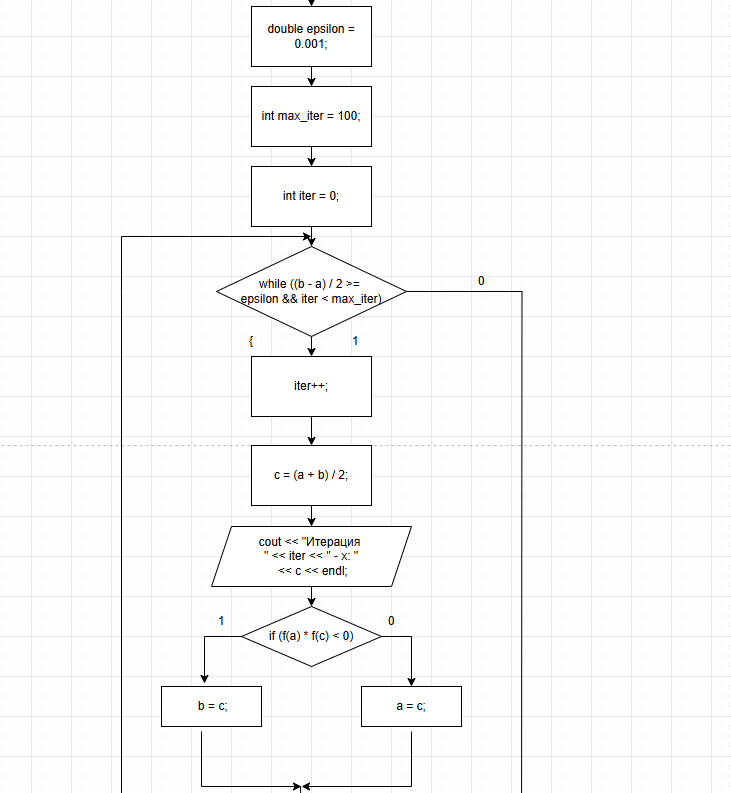 double epsilon =
0.001;
int max_iter = 100;
int iter = 0;
while ((b - a) / 2 >=
epsilon && iter < max_iter)
0
{
1
iter++;
c = (a + b) / 2;
cout << "Итерация
" << iter << " - x: "
<< c << endl;
if (f(a) * f(c) < 0)
1
0
b = c;
a = c;